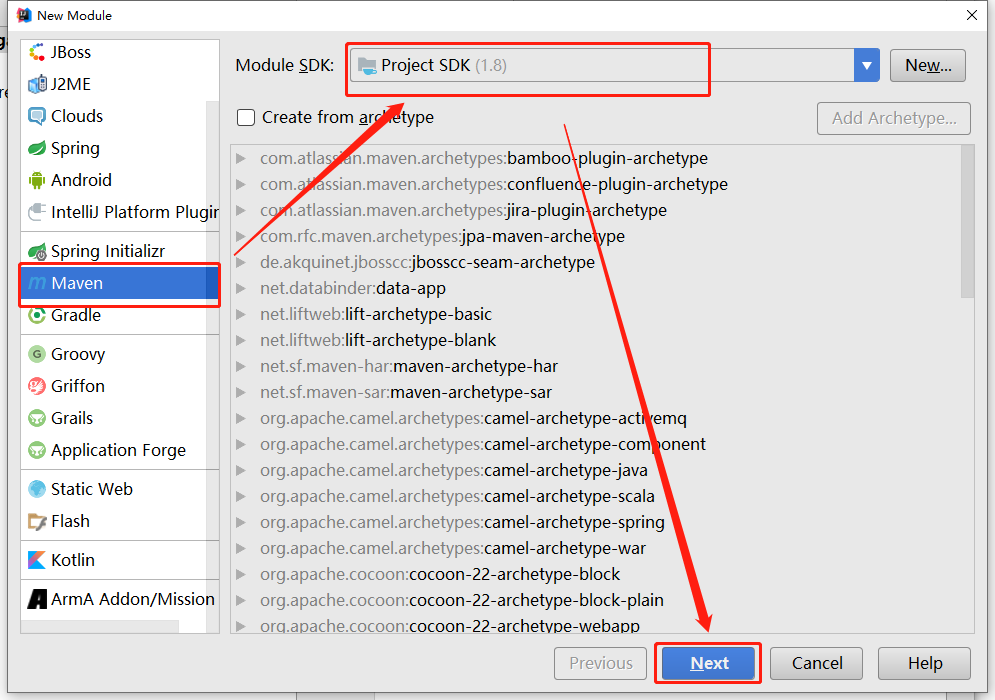 New Module
JBoss
J2ME
Clouds
Spring
Android
IntelliJ Platform Plugin
Spring Initializr
Maven
Gradle
Groovy
Griffon
Grails
Application Forge
Static Web
Flash
Kotlin
ArmA Addon/Mission
Module SDK: Project SDK (1.8) New...
Create from archetype Add Archetype...
com.atlassian.maven.archetypes:bamboo-plugin-archetype
com.atlassian.maven.archetypes:confluence-plugin-archetype
com.atlassian.maven.archetypes:jira-plugin-archetype
com.rfc.maven.archetypes:jpa-maven-archetype
de.akquinet.jbosscc:jbosscc-seam-archetype
net.databinder:data-app
net.liftweb:lift-archetype-basic
net.liftweb:lift-archetype-blank
net.sf.maven-har:maven-archetype-har
net.sf.maven-sar:maven-archetype-sar
org.apache.camel.archetypes:camel-archetype-activemq
org.apache.camel.archetypes:camel-archetype-component
org.apache.camel.archetypes:camel-archetype-java
org.apache.camel.archetypes:camel-archetype-scala
org.apache.camel.archetypes:camel-archetype-spring
org.apache.camel.archetypes:camel-archetype-war
org.apache.cocoon:cocoon-22-archetype-block
org.apache.cocoon:cocoon-22-archetype-block-plain
org.apache.cocoon:cocoon-22-archetype-webapp
Previous Next Cancel Help